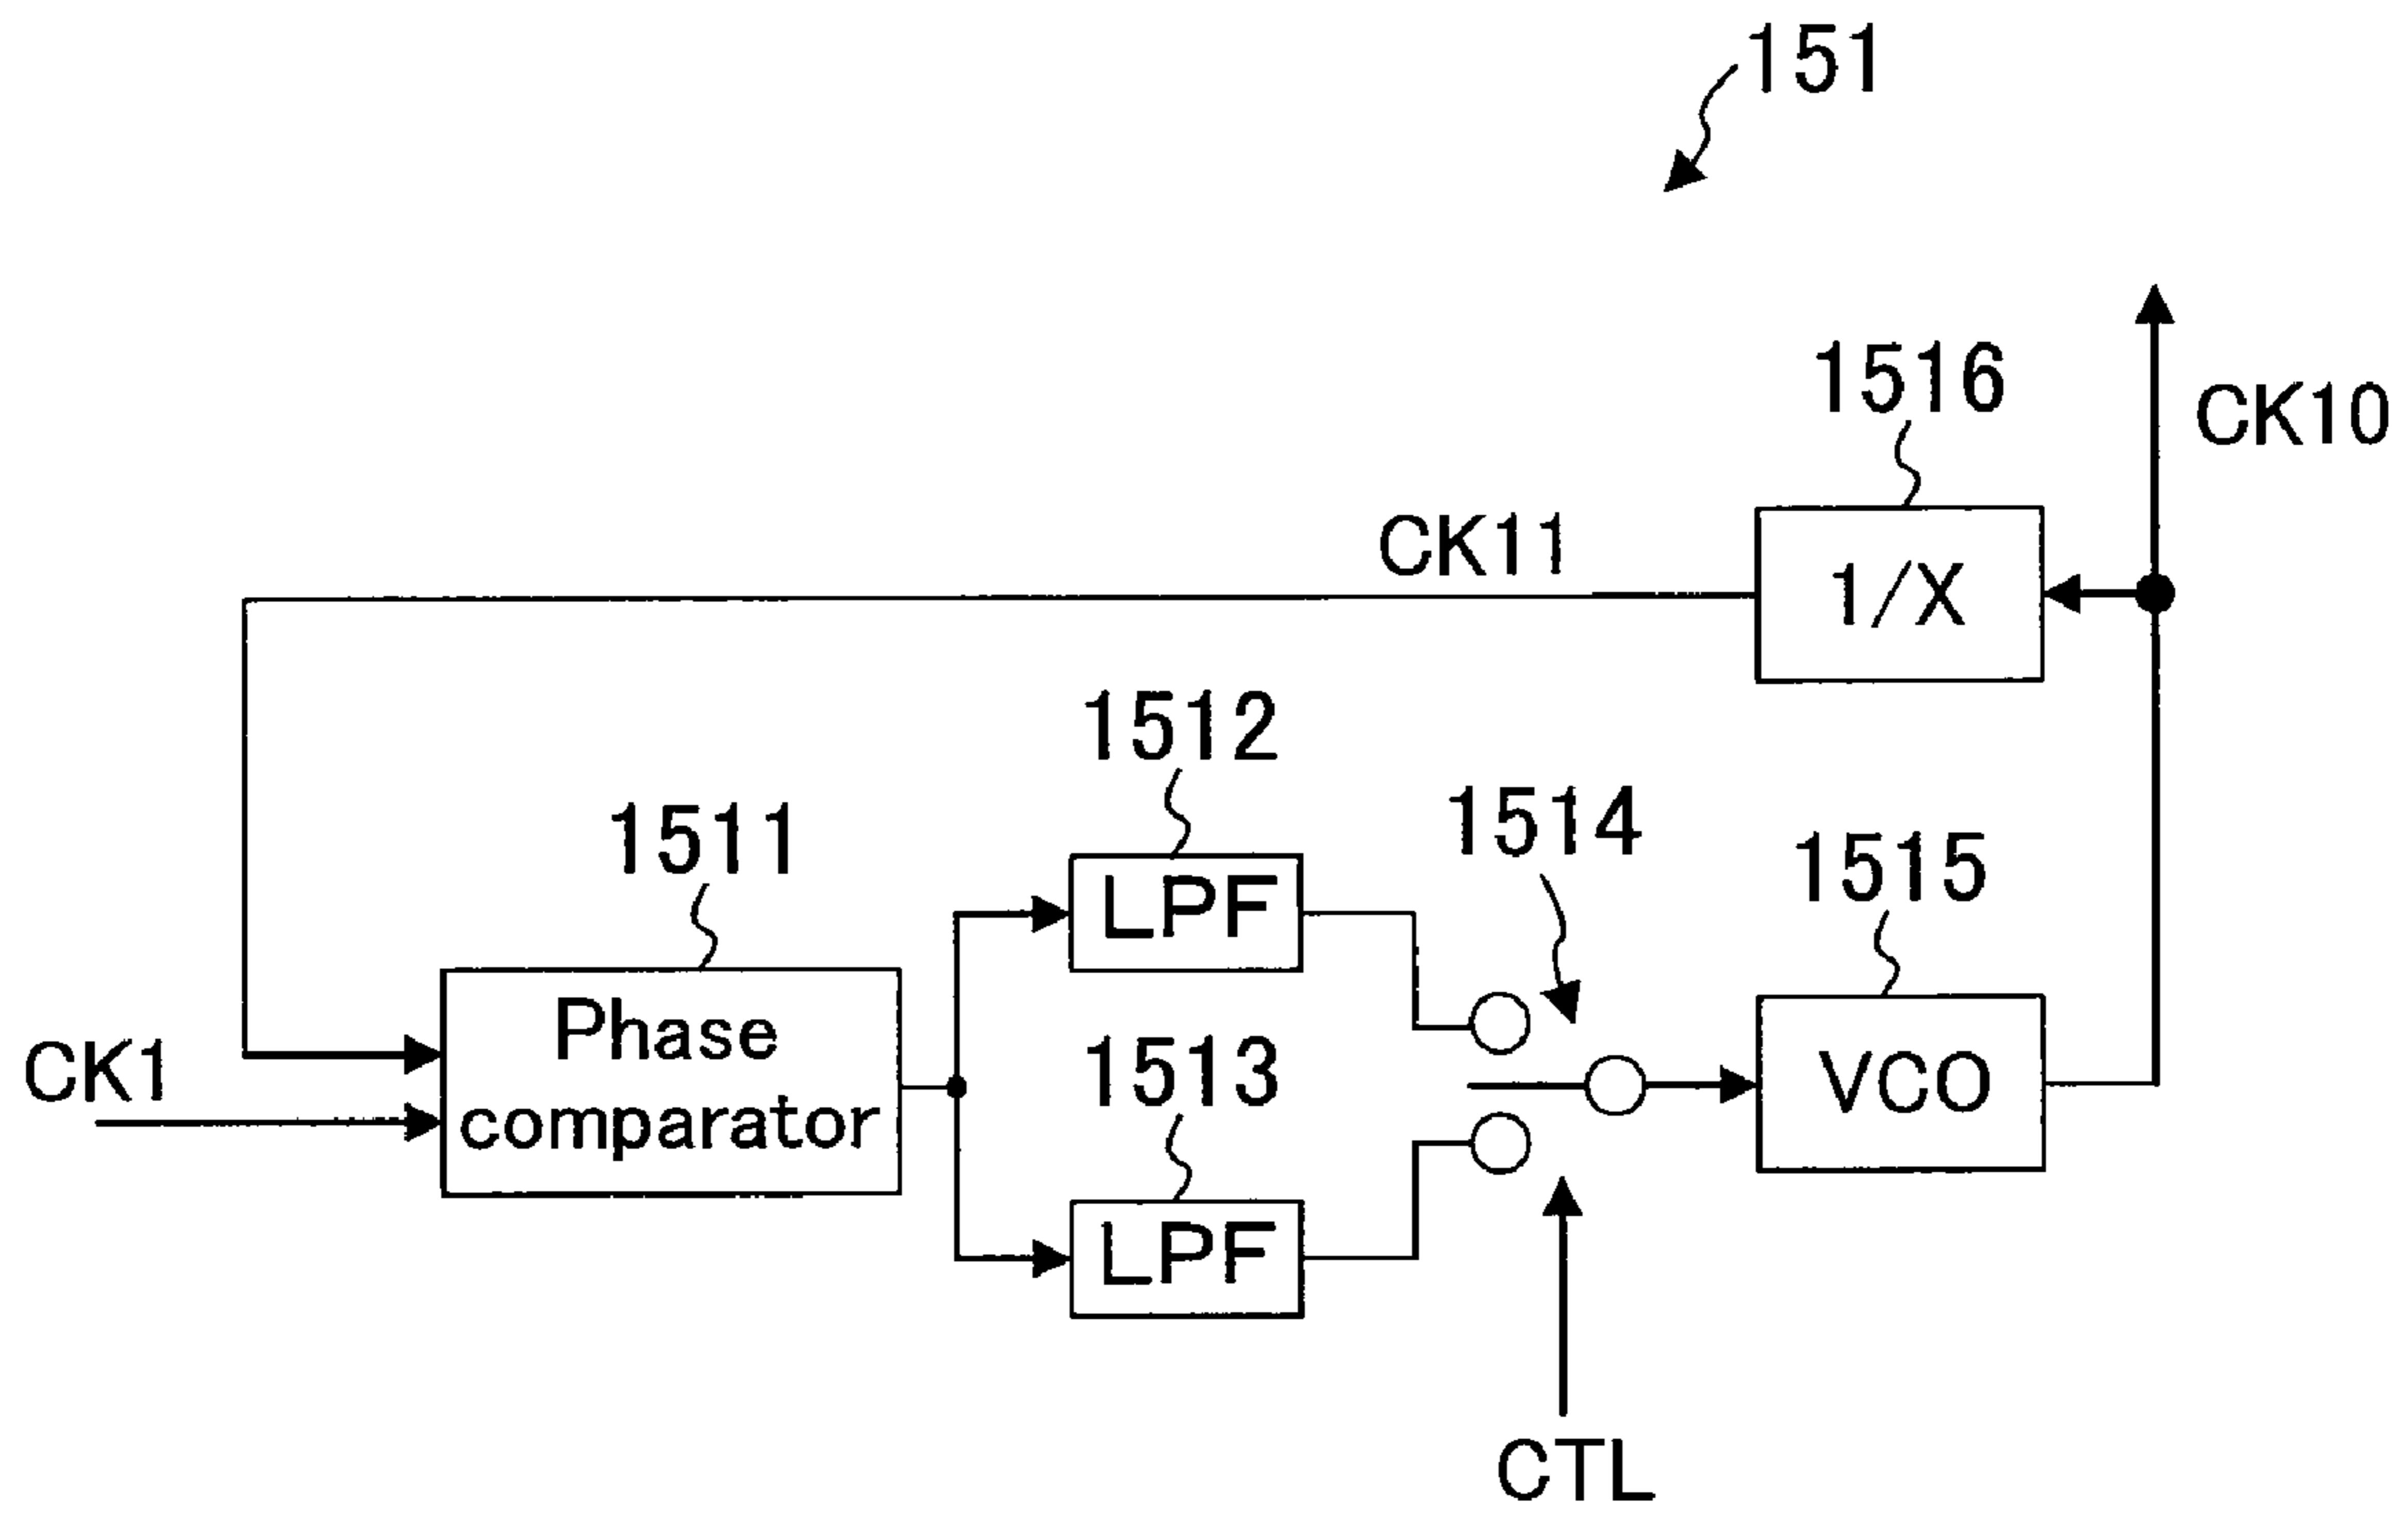 151
1516
CK10
CK11
1/X
1512
1514
1511
1515
LPF
Phase
comparator
CK1
1513
VCO
LPF
CTL